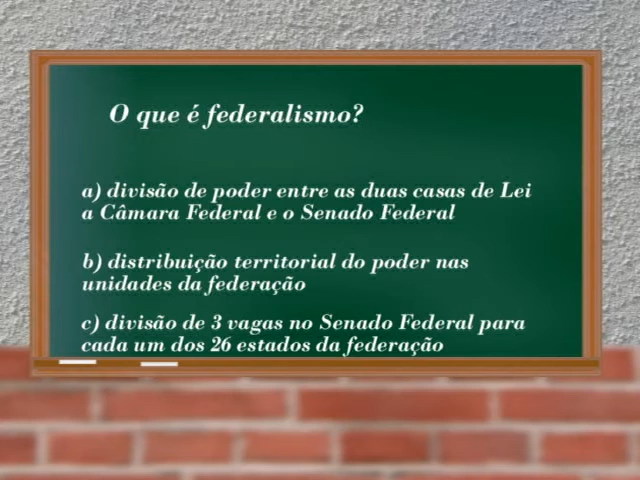 O que é federalismo?
a) divisão de poder entre as duas casas de Lei
a Câmara Federal e o Senado Federal
b) distribuição territorial do poder nas
unidades da federação
c) divisão de 3 vagas no Senado Federal para
cada um dos 26 estados da federação